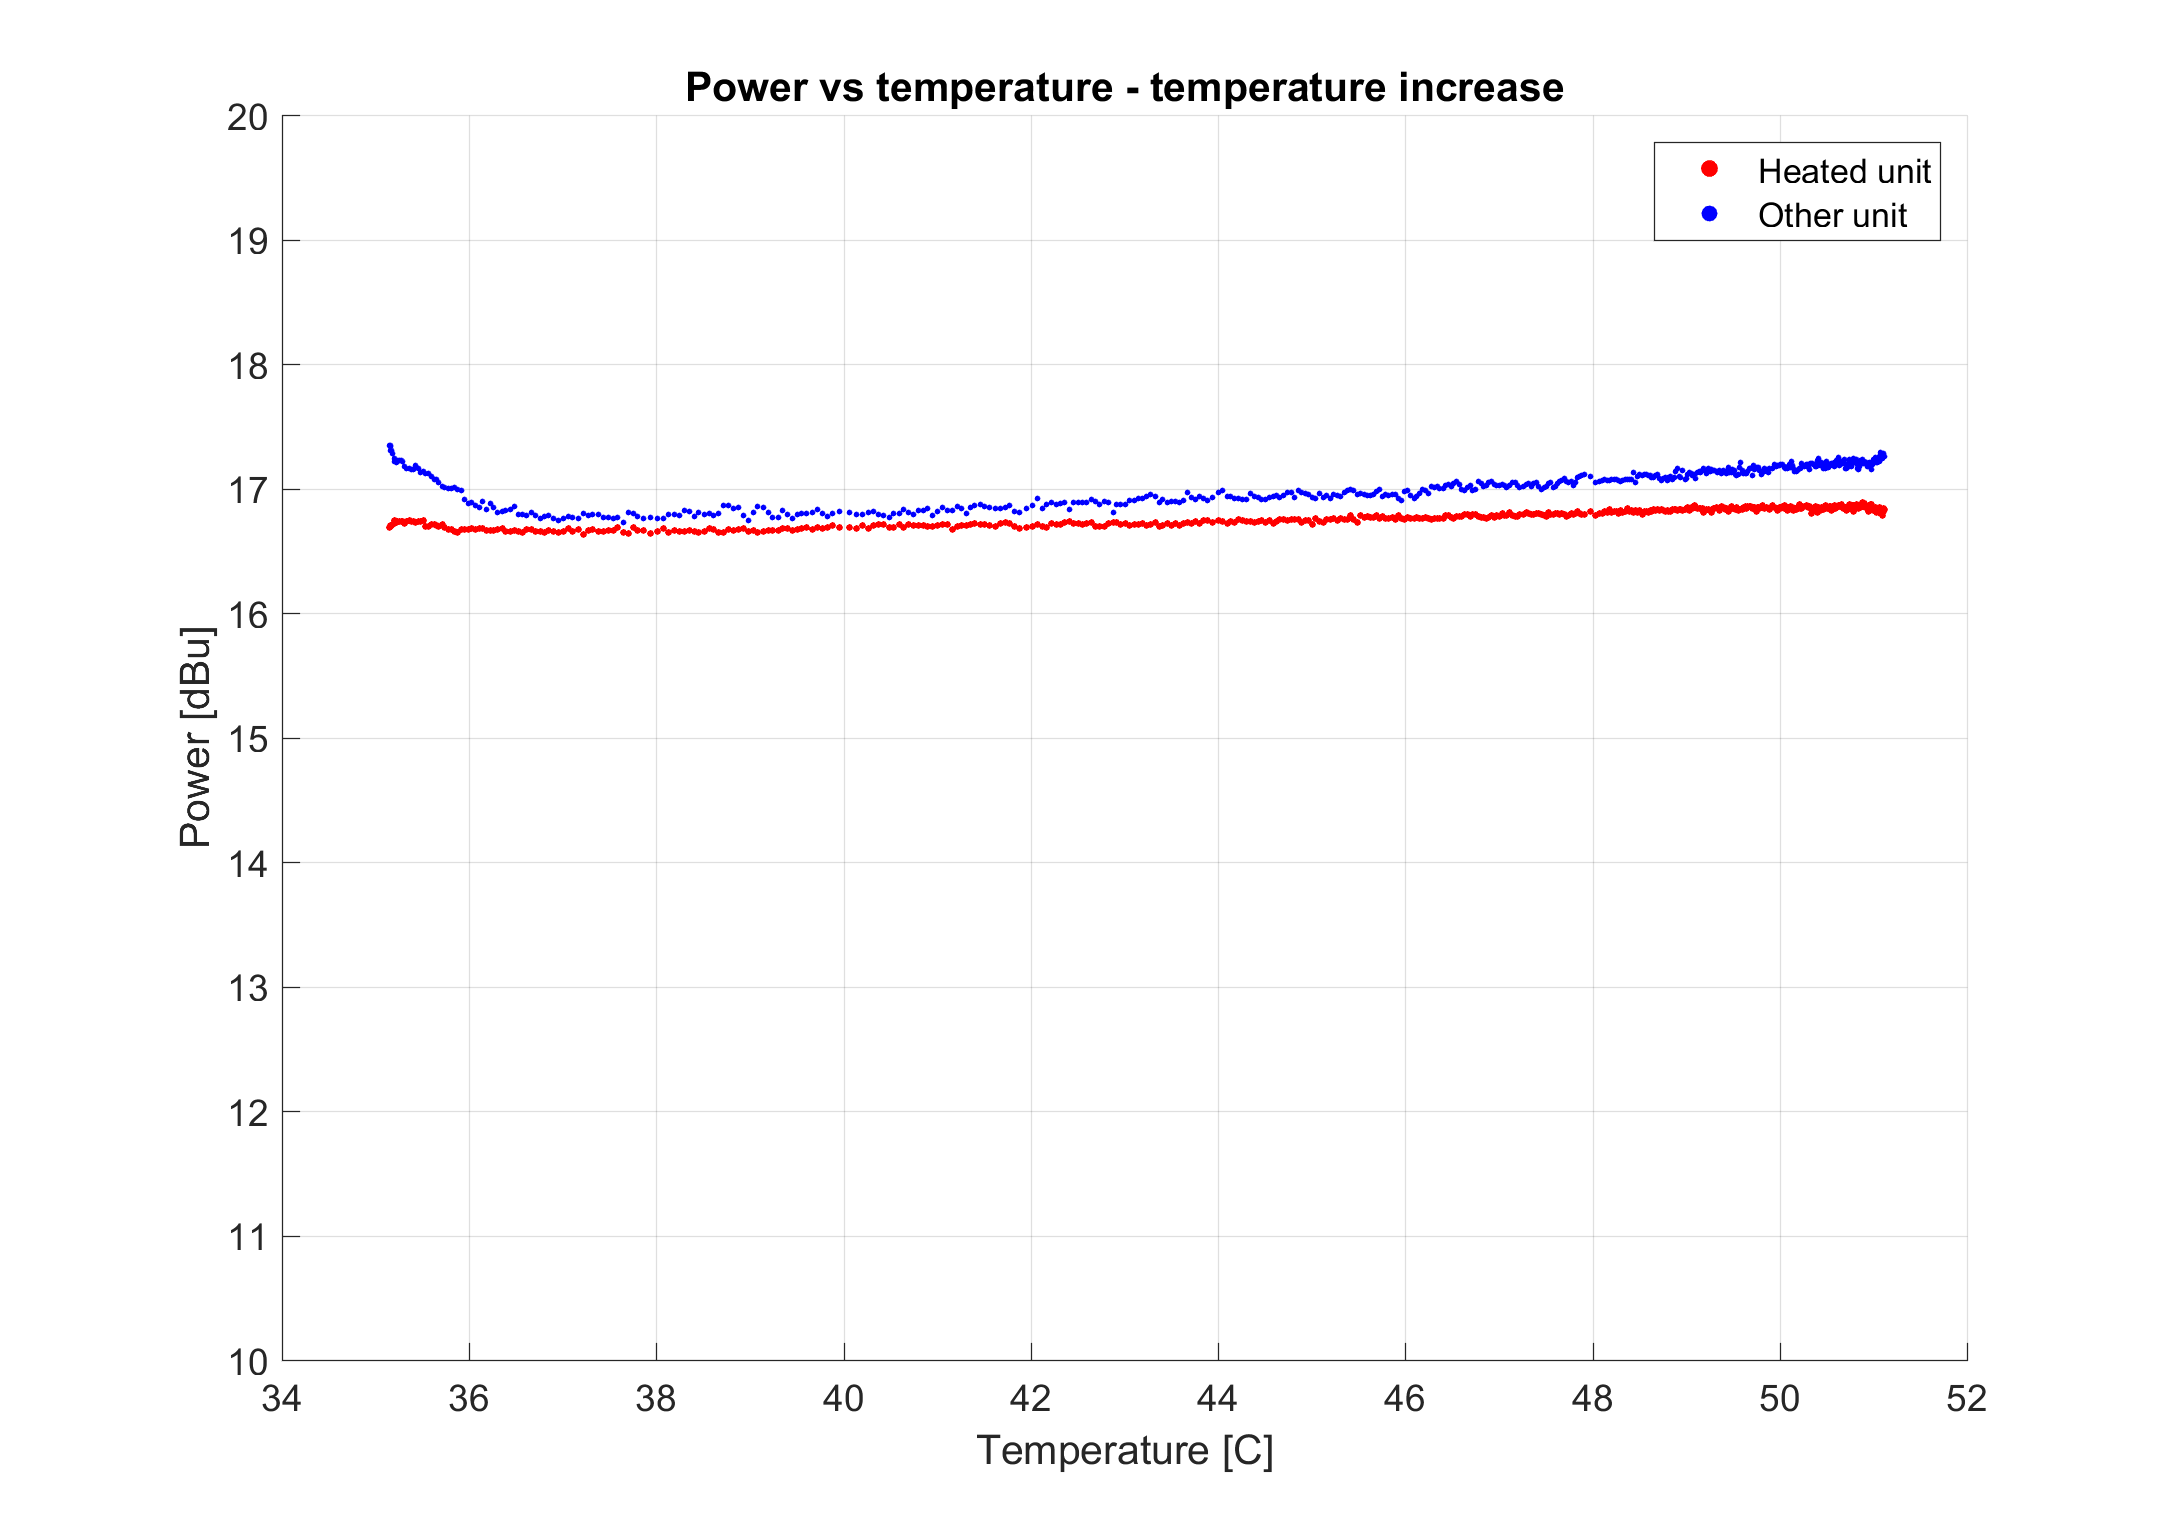 Power vs temperature - temperature increase
Heated unit
Other unit
20
19
18
17
16
15
14
13
12
11
10
Power [dBu]
34 36 38 40 42 44 46 48 50 52
Temperature [C]